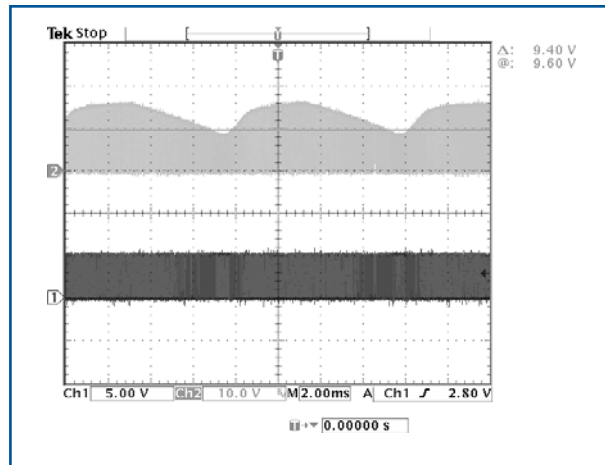 Tek Stop
T
Δ: 9.40 V
@: 9.60 V
2
1
Ch1 5.00 V Ch2 10.0 V M 2.00ms A Ch1 2.80 V
T 0.00000 s